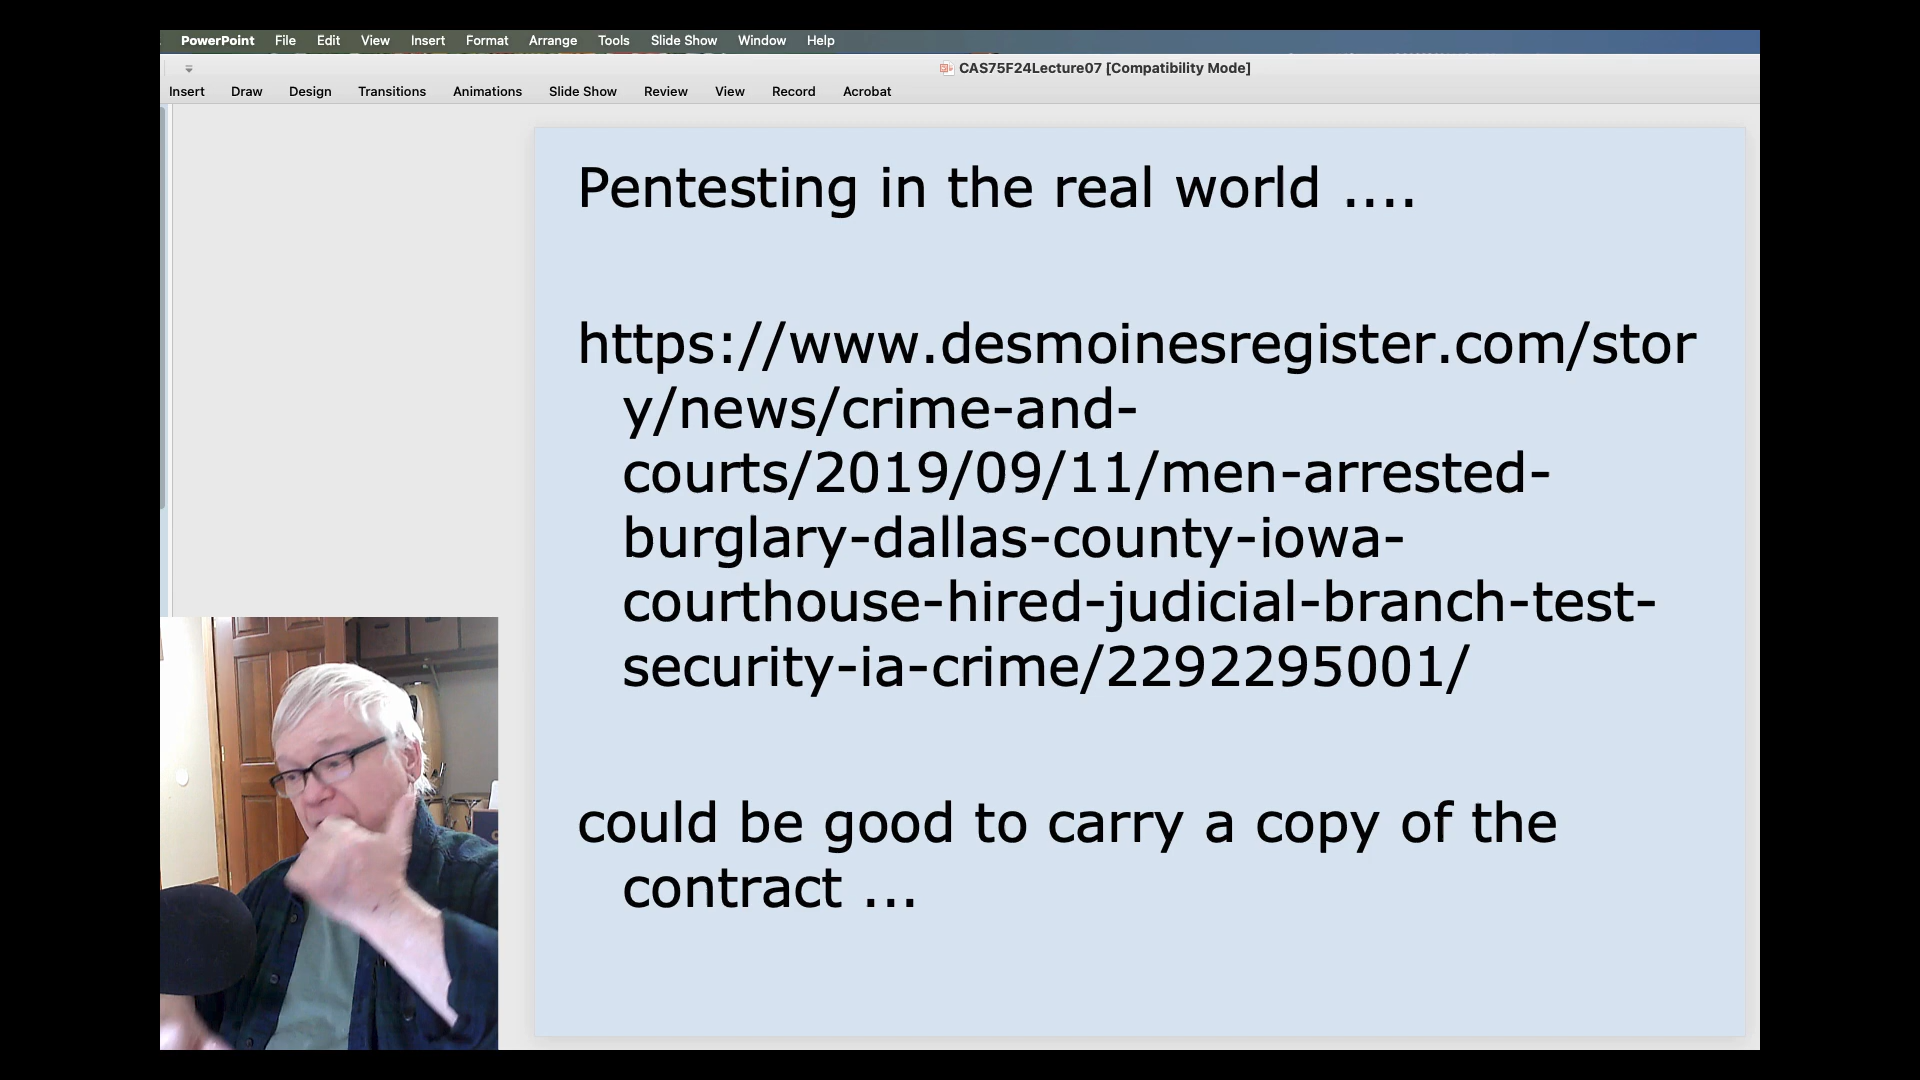 PowerPoint File Edit View Insert Format Arrange Tools Slide Show Window Help
CAS75F24Lecture07 [Compatibility Mode]
Insert Draw Design Transitions Animations Slide Show Review View Record Acrobat
Pentesting in the real world ....
https://www.desmoinesregister.com/stor
y/news/crime-and-
courts/2019/09/11/men-arrested-
burglary-dallas-county-iowa-
courthouse-hired-judicial-branch-test-
security-ia-crime/2292295001/
could be good to carry a copy of the
contract ...